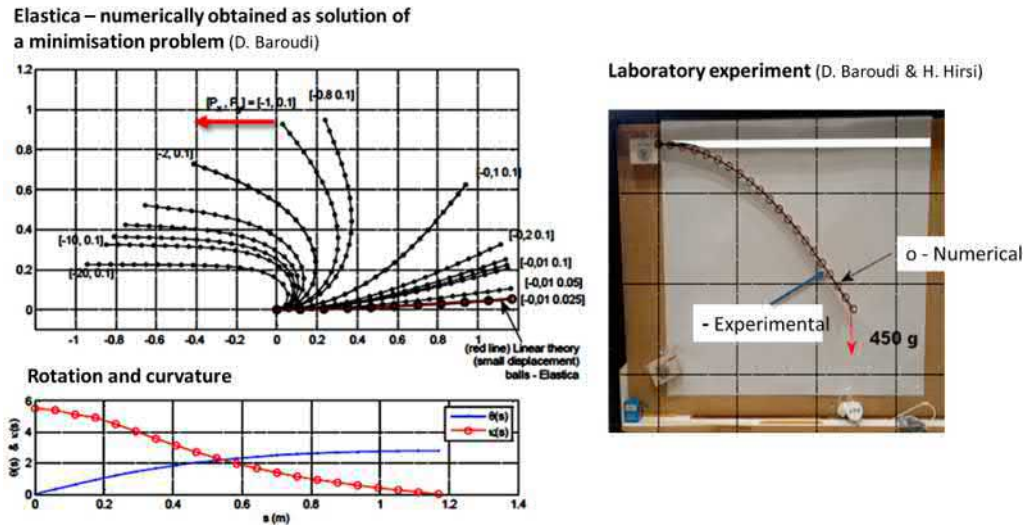 Elastica – numerically obtained as solution of
a minimisation problem (D. Baroudi)
1.2
1
0.8
0.6
0.4
0.2
0
-1 -0.8 -0.6 -0.4 -0.2 0 0.2 0.4 0.6 0.8 1
= [-1, 0.1]
[-0.8 0.1]
[-2, 0.1]
[-0,1 0.1]
[-10, 0.1]
[-20, 0.1]
[-0,2 0.1]
[-0,01 0.1]
[-0,01 0.05]
[-0,01 0.025]
(red line) Linear theory
(small displacement)
balls - Elastica
Rotation and curvature
θ(s) & κ(s)
6
4
2
0
0 0.2 0.4 0.6 0.8 1 1.2 1.4
s (m)
θ(s)
κ(s)
Laboratory experiment (D. Baroudi & H. Hirsi)
o - Numerical
- Experimental
450 g